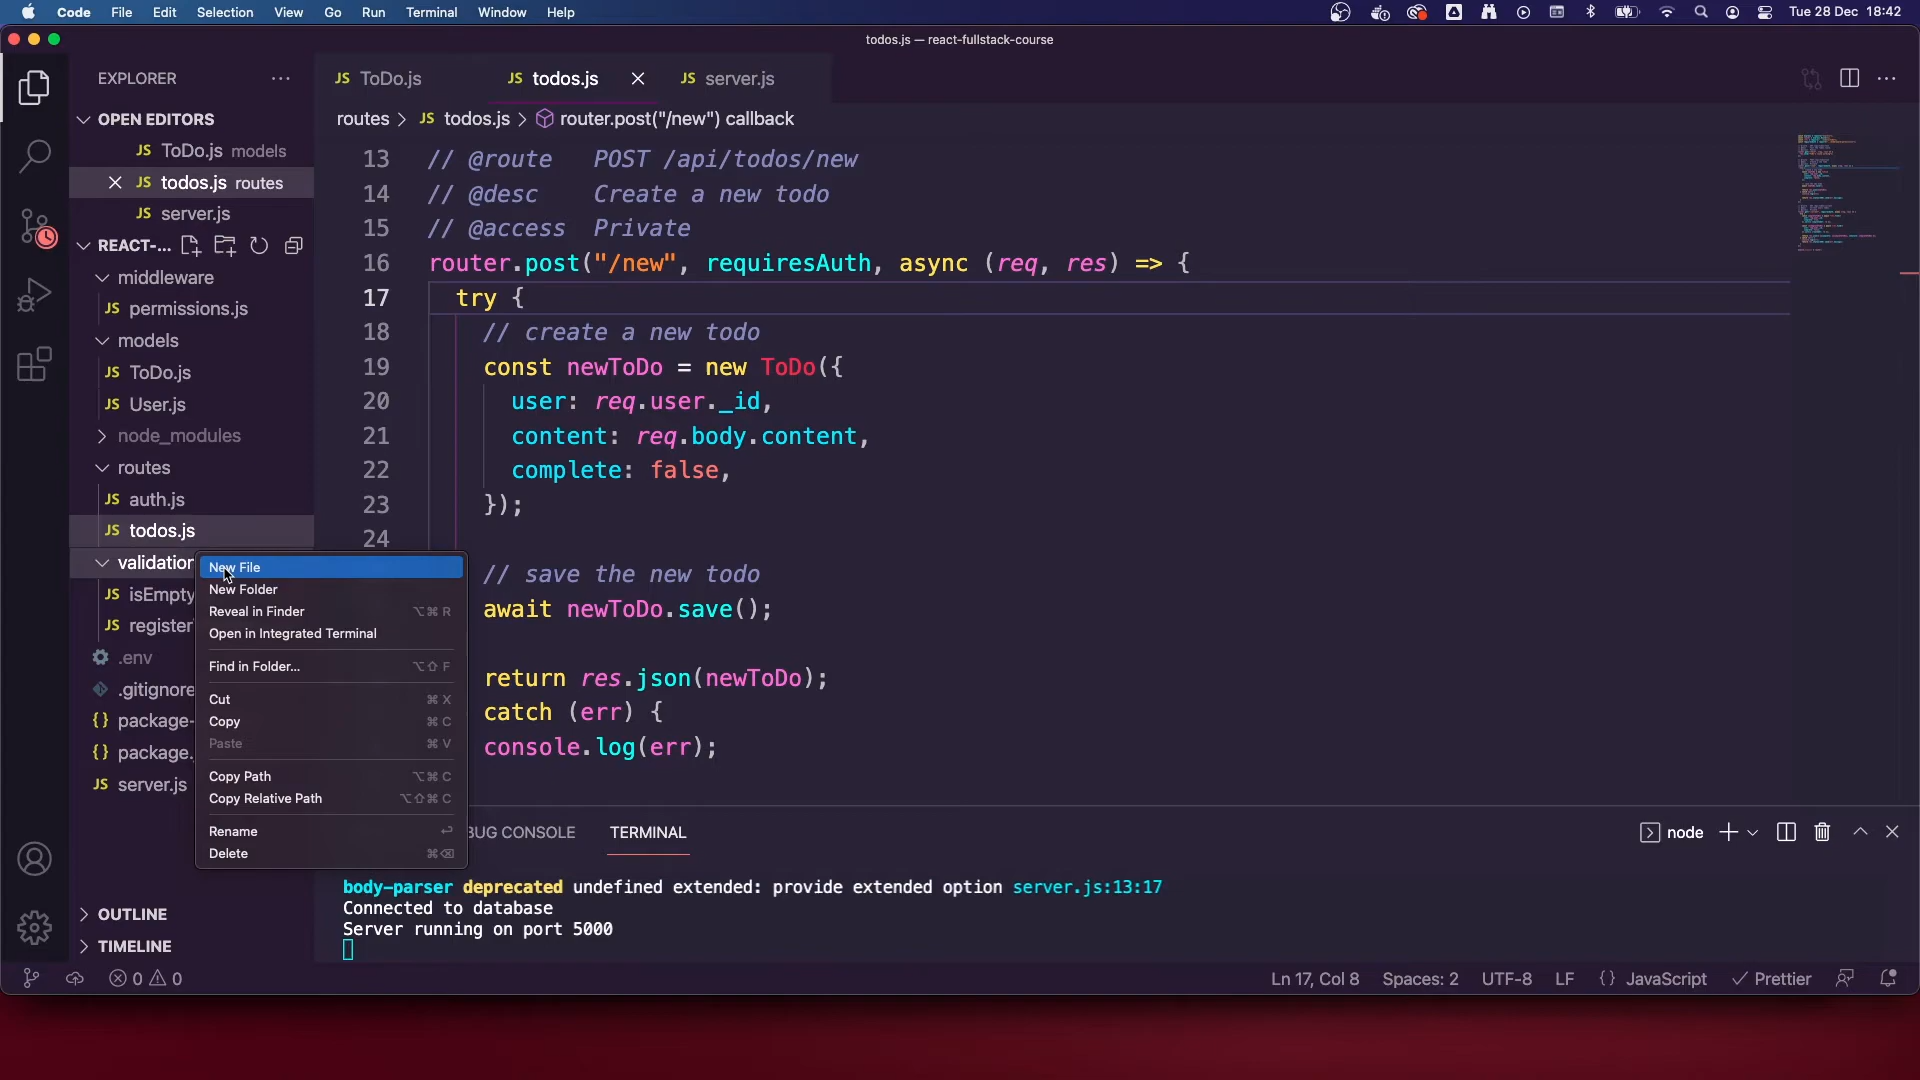 Code File Edit Selection View Go Run Terminal Window Help Tue 28 Dec 18:42
todos.js — react-fullstack-course
EXPLORER
OPEN EDITORS
JS ToDo.js models
JS todos.js routes
JS server.js
REACT-...
middleware
JS permissions.js
models
JS ToDo.js
JS User.js
node_modules
routes
JS auth.js
JS todos.js
validation
JS isEmpty
JS register
.env
.gitignore
{} package-
{} package.
JS server.js
OUTLINE
TIMELINE
New File
New Folder
Reveal in Finder ⌥⌘R
Open in Integrated Terminal
Find in Folder... ⌥⇧F
Cut ⌘X
Copy ⌘C
Paste ⌘V
Copy Path ⌥⌘C
Copy Relative Path ⌥⇧⌘C
Rename ⏎
Delete ⌘⌫
JS ToDo.js JS todos.js JS server.js
routes > JS todos.js > router.post("/new") callback
13 // @route POST /api/todos/new
14 // @desc Create a new todo
15 // @access Private
16 router.post("/new", requiresAuth, async (req, res) => {
17 try {
18 // create a new todo
19 const newToDo = new ToDo({
20 user: req.user._id,
21 content: req.body.content,
22 complete: false,
23 });
24
// save the new todo
await newToDo.save();
return res.json(newToDo);
catch (err) {
console.log(err);
BUG CONSOLE TERMINAL node
body-parser deprecated undefined extended: provide extended option server.js:13:17
Connected to database
Server running on port 5000
0 0 Ln 17, Col 8 Spaces: 2 UTF-8 LF {} JavaScript Prettier